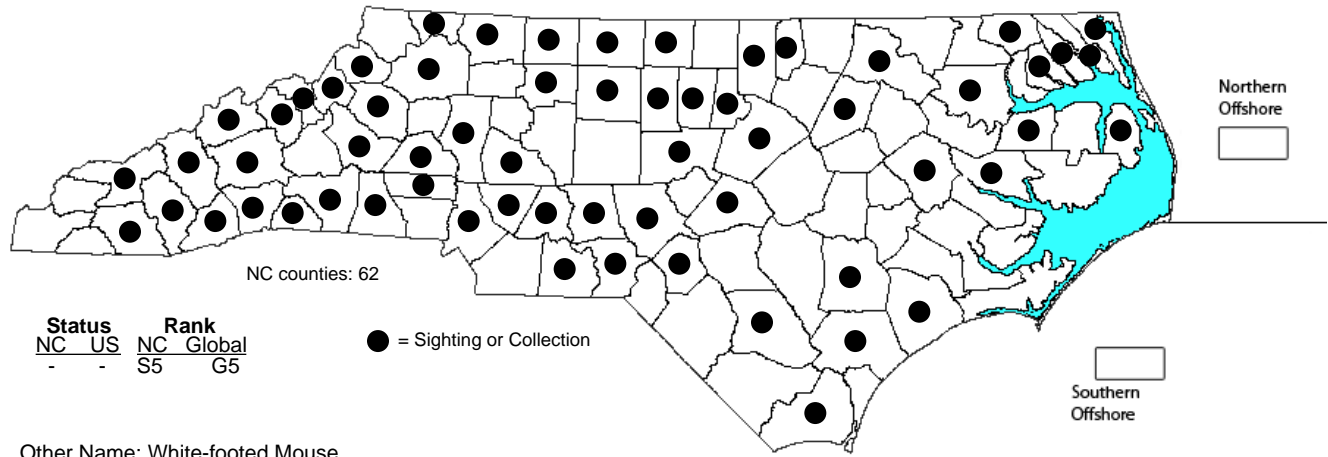 Northern
Offshore
NC counties: 62
Status Rank
NC US NC Global
- - S5 G5
= Sighting or Collection
Southern
Offshore
Other Name: White-footed Mouse